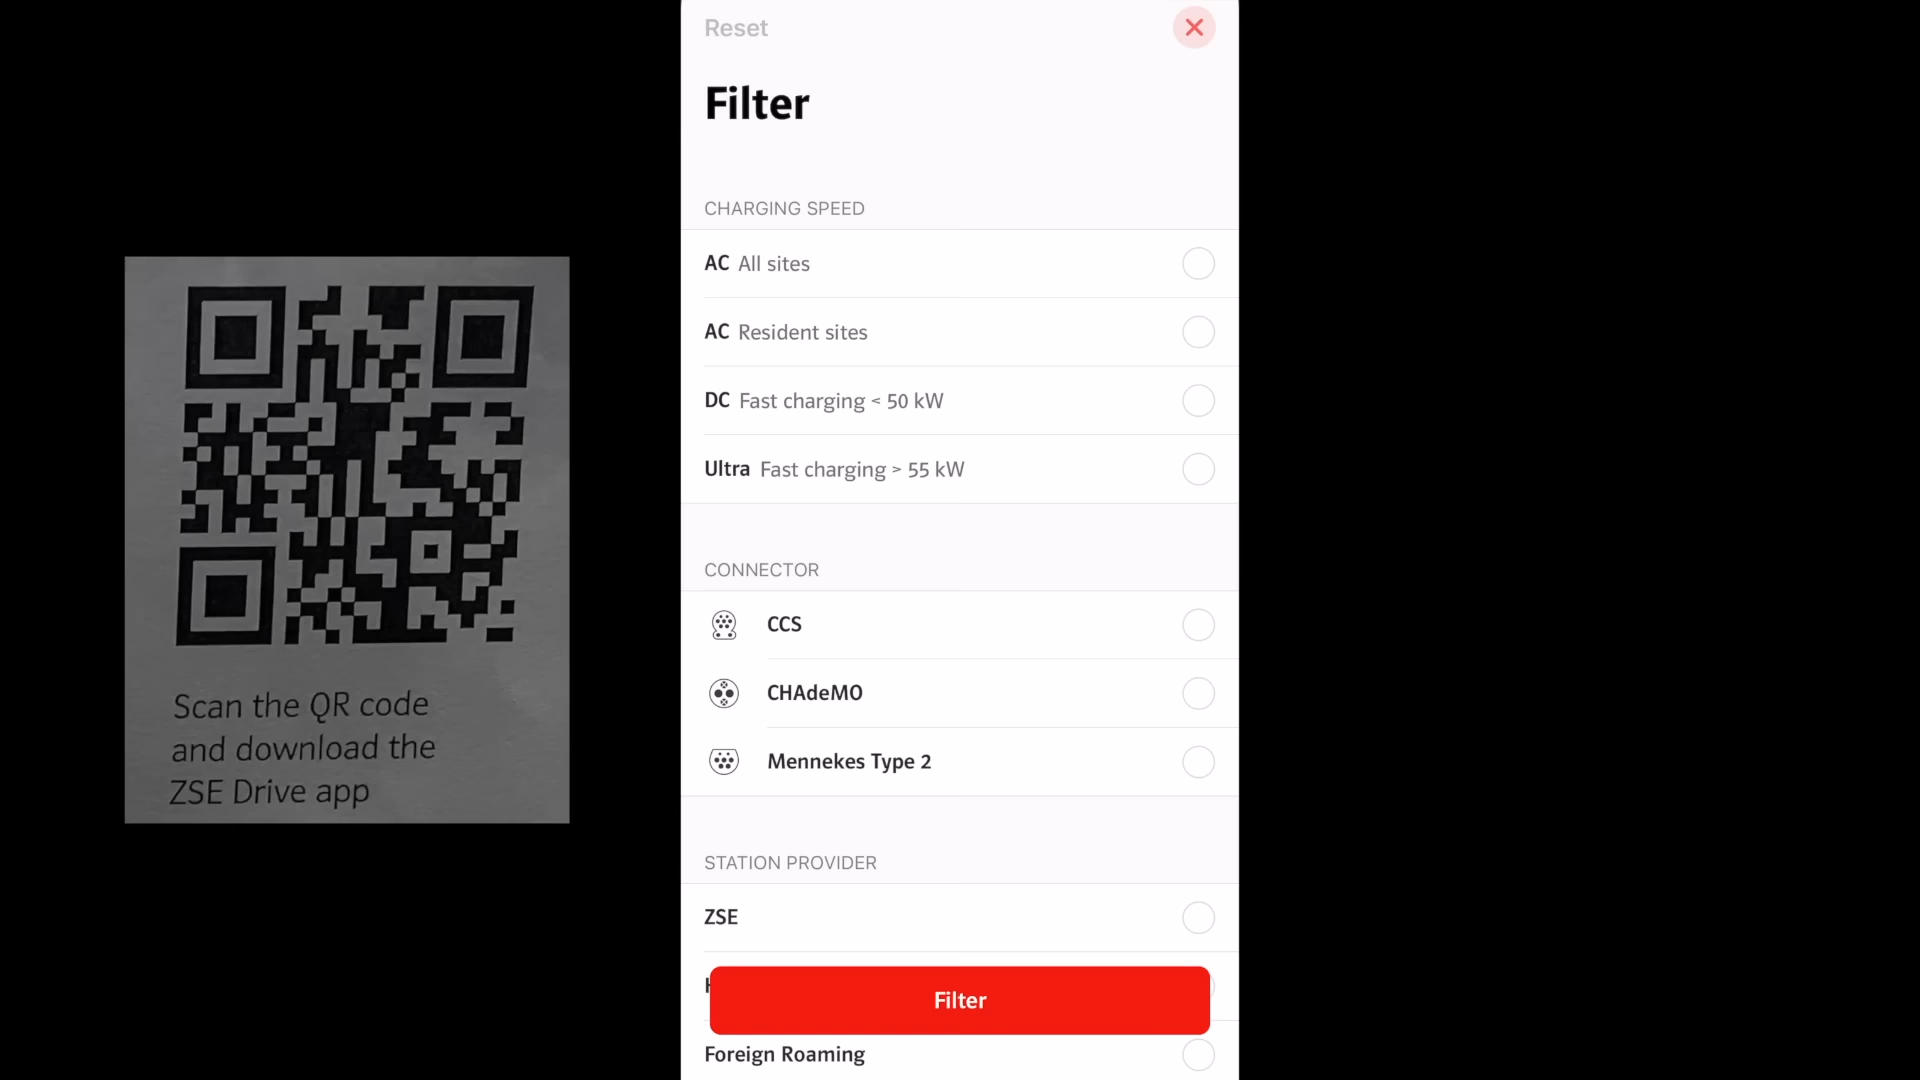 Scan the QR code
and download the
ZSE Drive app
Reset
Filter
CHARGING SPEED
AC All sites
AC Resident sites
DC Fast charging < 50 kW
Ultra Fast charging > 55 kW
CONNECTOR
CCS
CHAdeMO
Mennekes Type 2
STATION PROVIDER
ZSE
Filter
Foreign Roaming